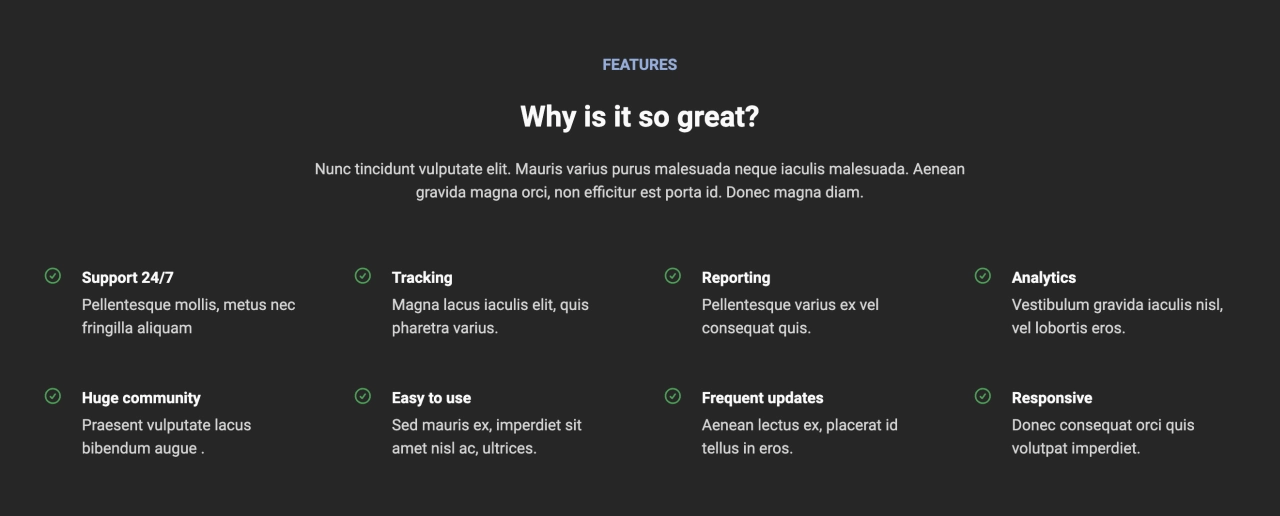 FEATURES
Why is it so great?
Nunc tincidunt vulputate elit. Mauris varius purus malesuada neque iaculis malesuada. Aenean
gravida magna orci, non efficitur est porta id. Donec magna diam.
Support 24/7
Pellentesque mollis, metus nec
fringilla aliquam
Tracking
Magna lacus iaculis elit, quis
pharetra varius.
Reporting
Pellentesque varius ex vel
consequat quis.
Analytics
Vestibulum gravida iaculis nisl,
vel lobortis eros.
Huge community
Praesent vulputate lacus
bibendum augue .
Easy to use
Sed mauris ex, imperdiet sit
amet nisl ac, ultrices.
Frequent updates
Aenean lectus ex, placerat id
tellus in eros.
Responsive
Donec consequat orci quis
volutpat imperdiet.